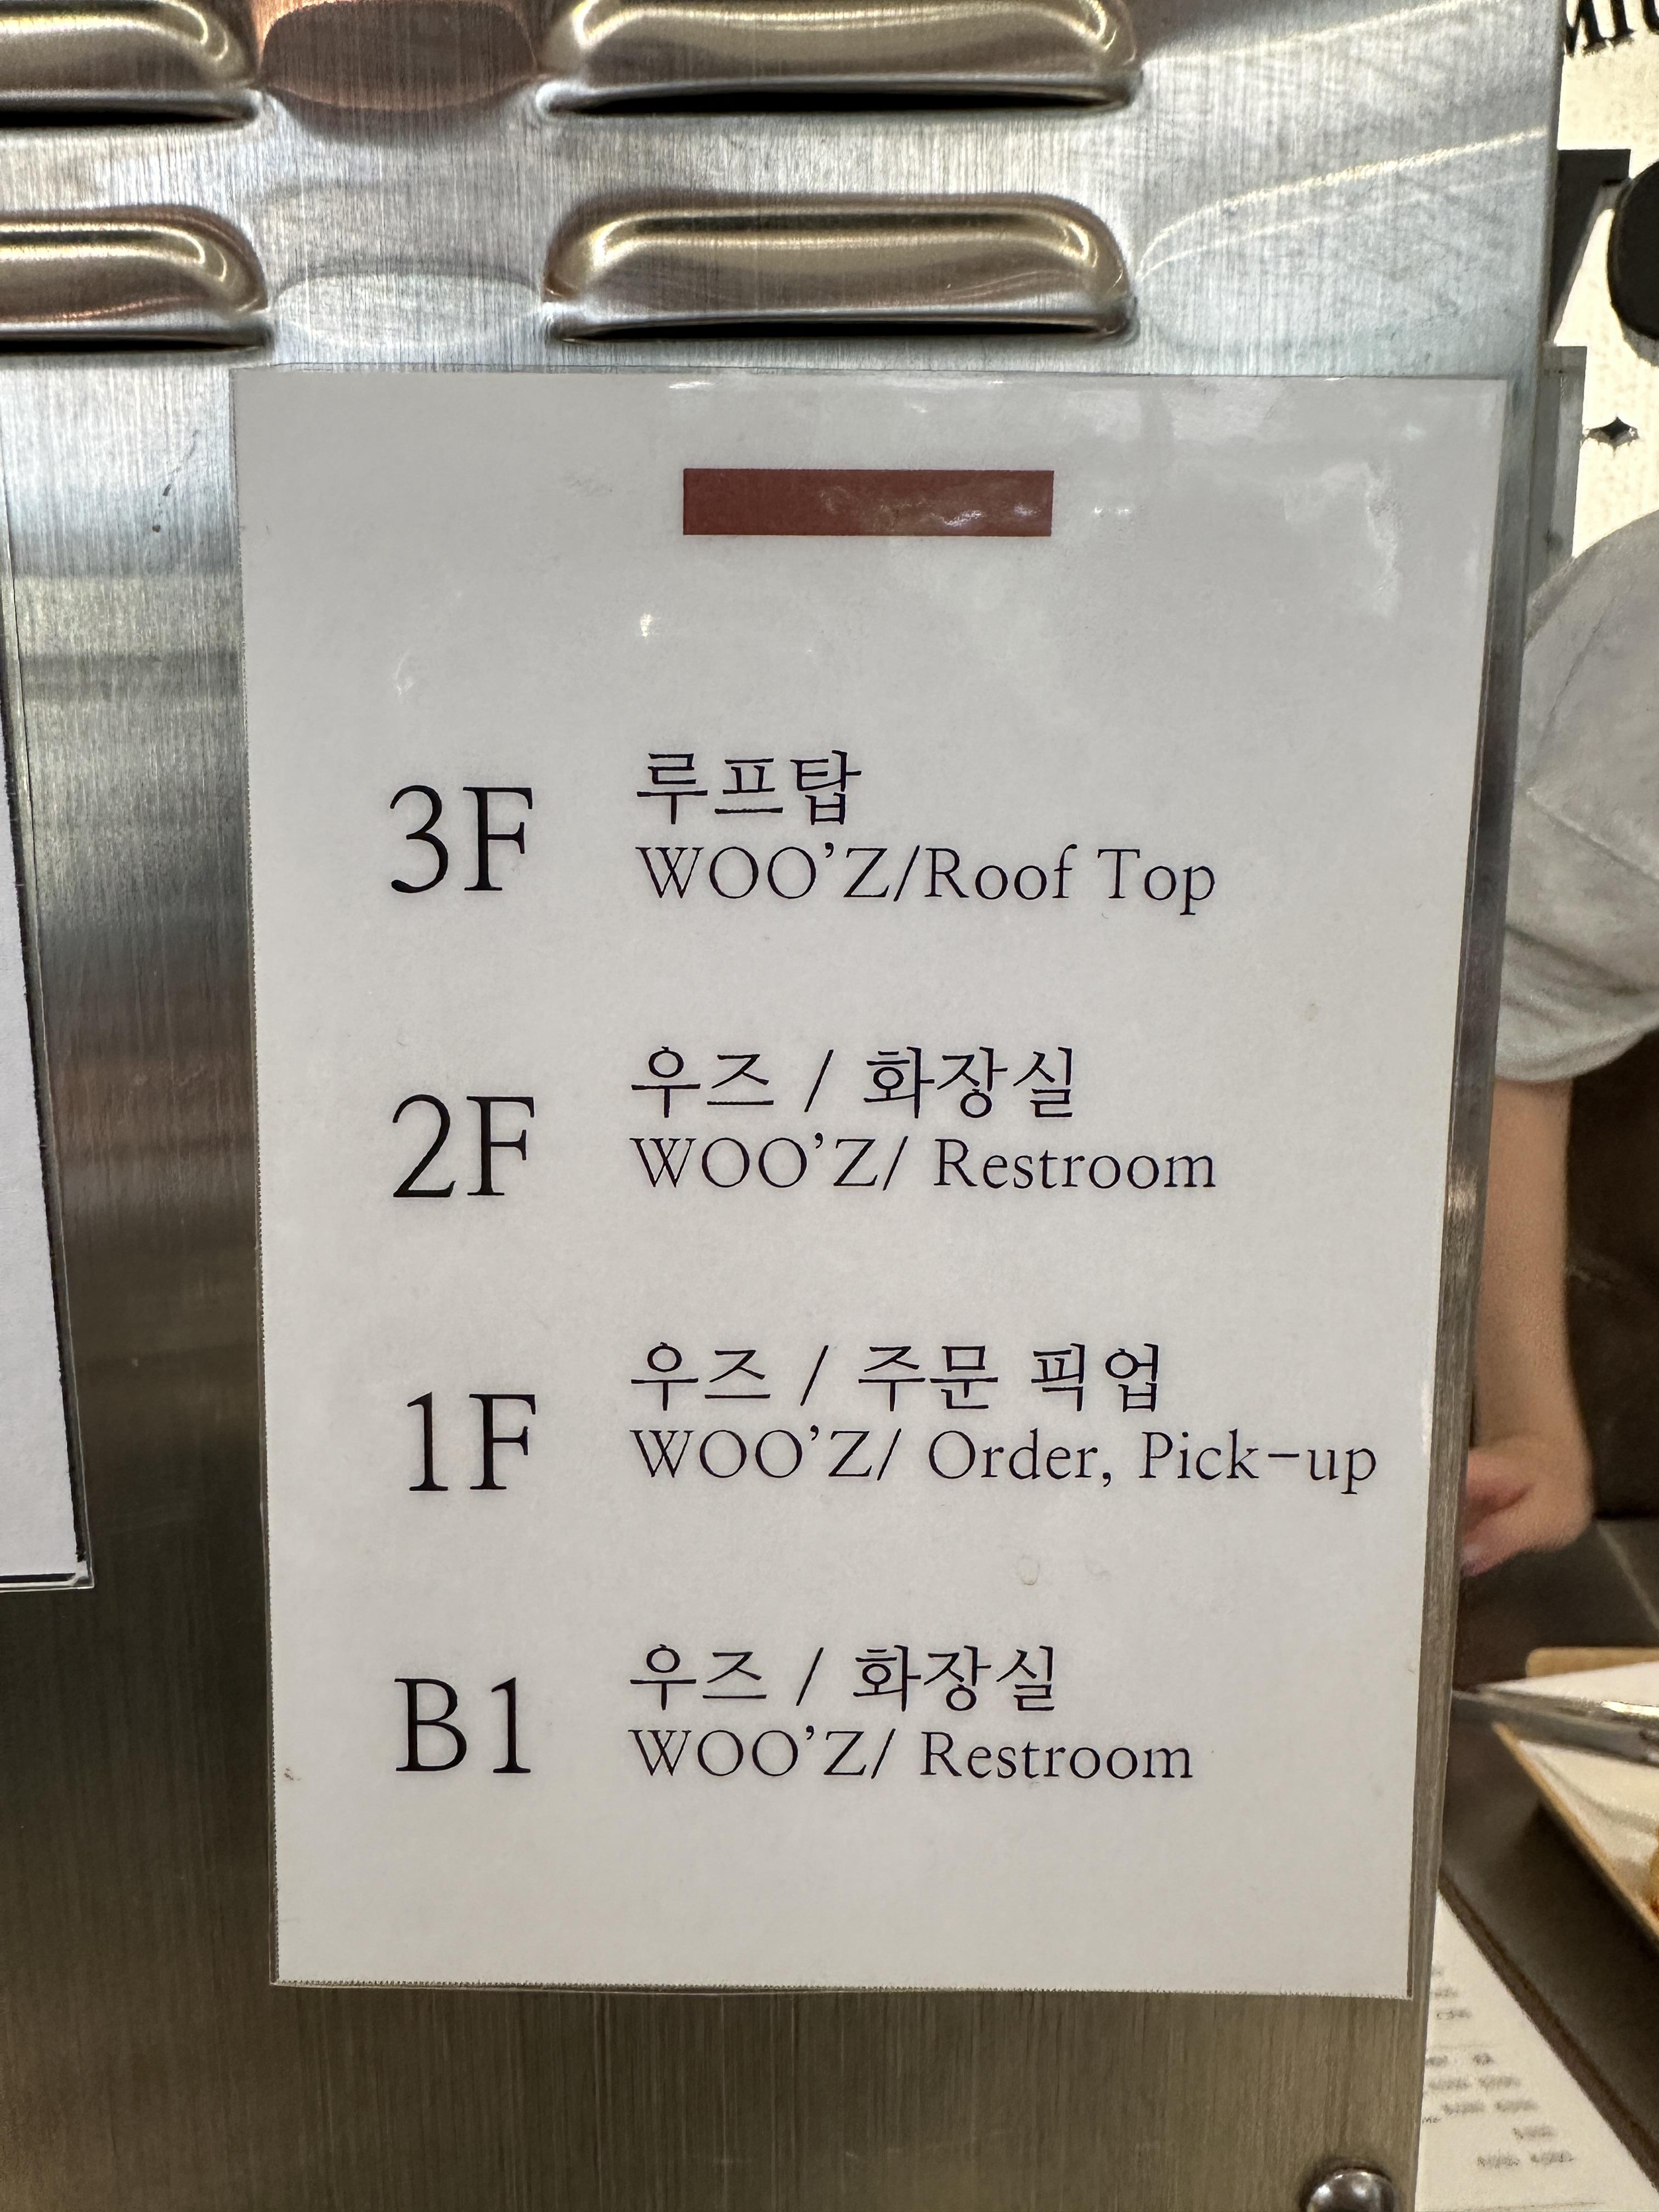 3F
루프탑
WOO'Z/Roof Top
2F
우즈 / 화장실
WOO'Z/ Restroom
1F
우즈 / 주문 픽업
WOO'Z/ Order, Pick-up
B1
우즈 / 화장실
WOO'Z/ Restroom